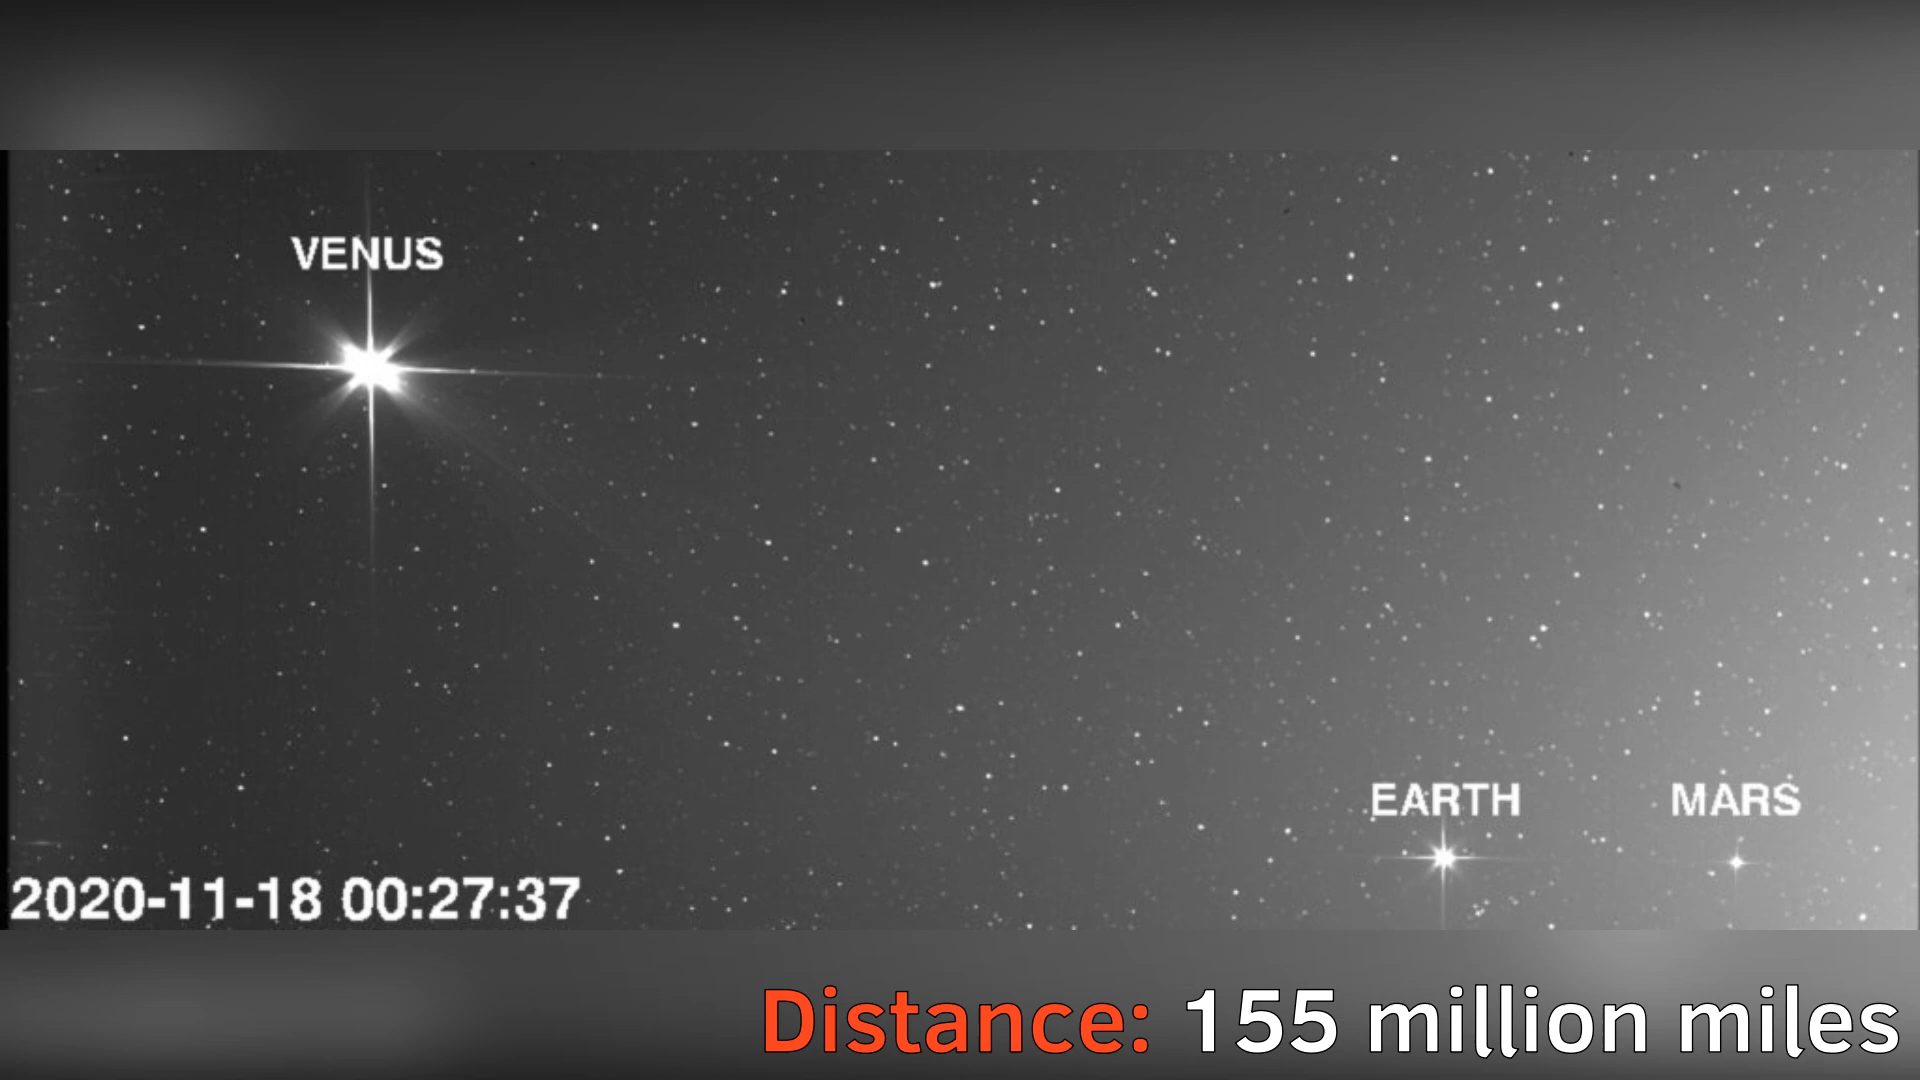 VENUS
EARTH
MARS
2020-11-18 00:27:37
Distance: 155 million miles